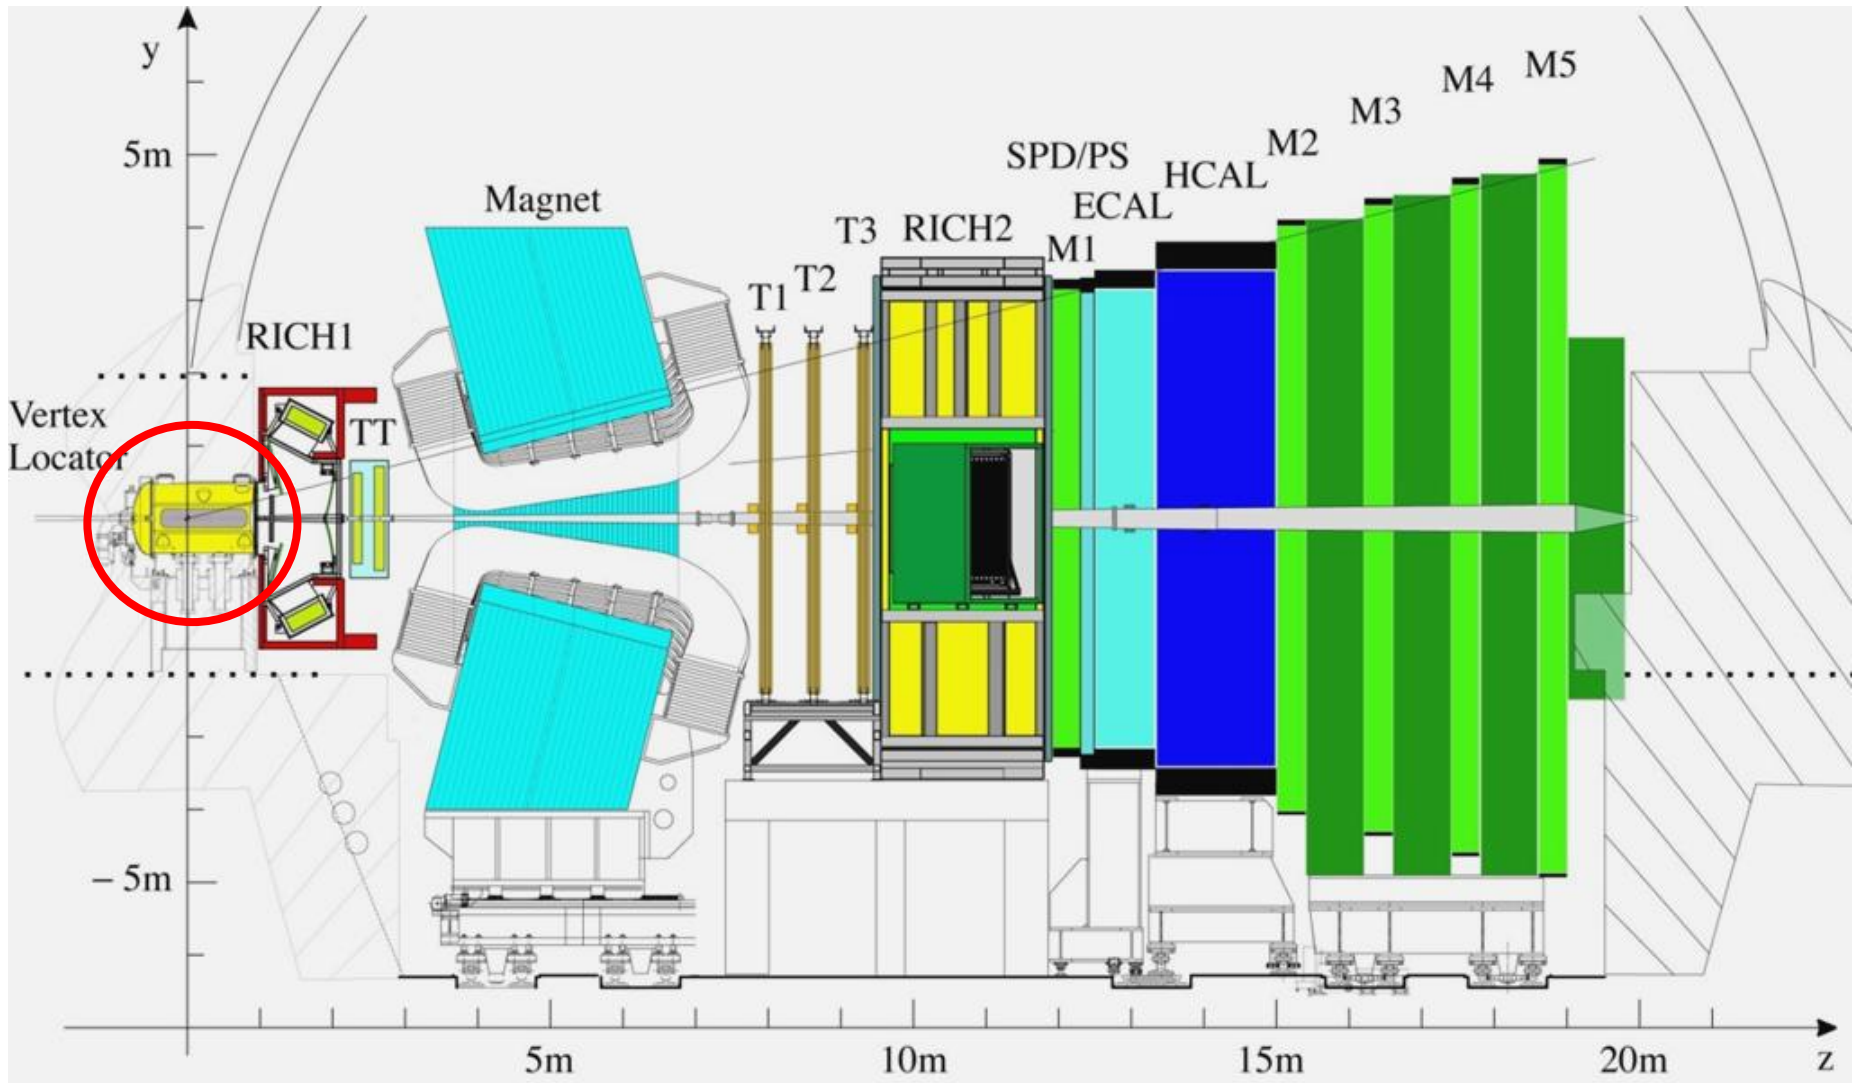 y
5m
Magnet
RICH1
Vertex
Locator
TT
T1
T2
T3
RICH2
M1
SPD/PS
ECAL
HCAL
M2
M3
M4
M5
– 5m
5m
10m
15m
20m
z